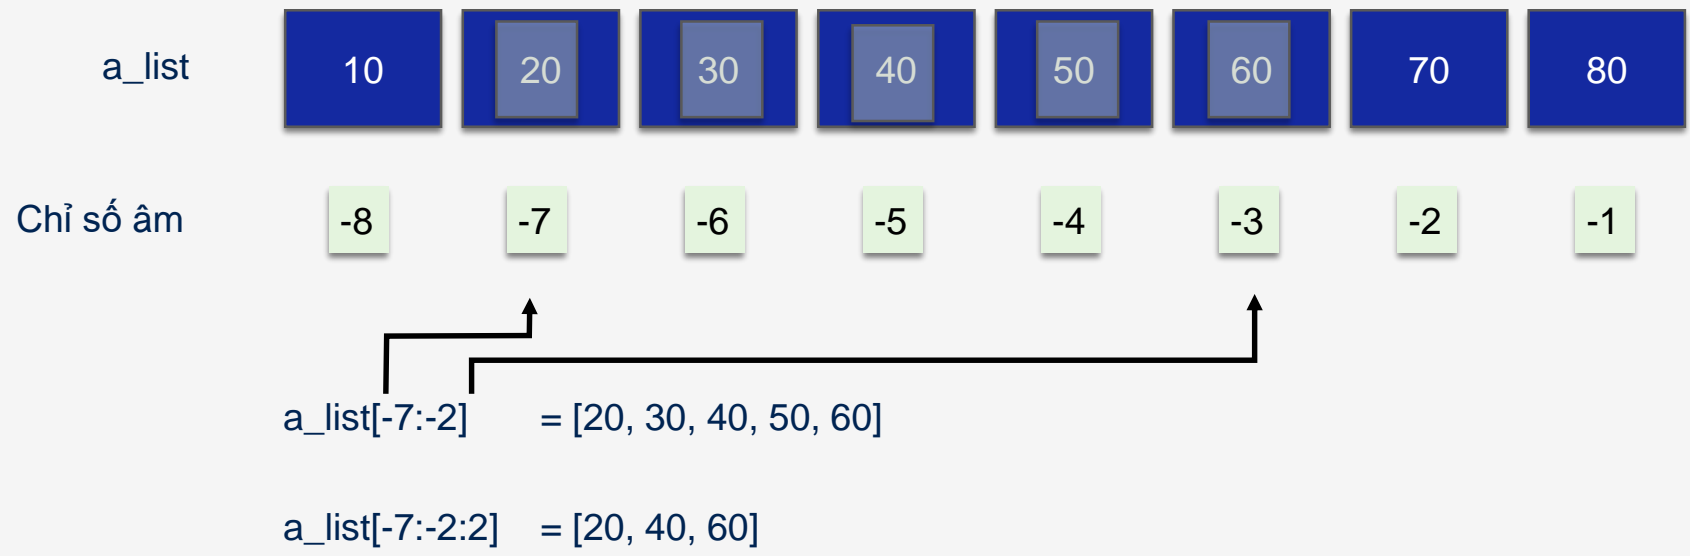 a_list 10 20 30 40 50 60 70 80
Chỉ số âm -8 -7 -6 -5 -4 -3 -2 -1
a_list[-7:-2] = [20, 30, 40, 50, 60]
a_list[-7:-2:2] = [20, 40, 60]